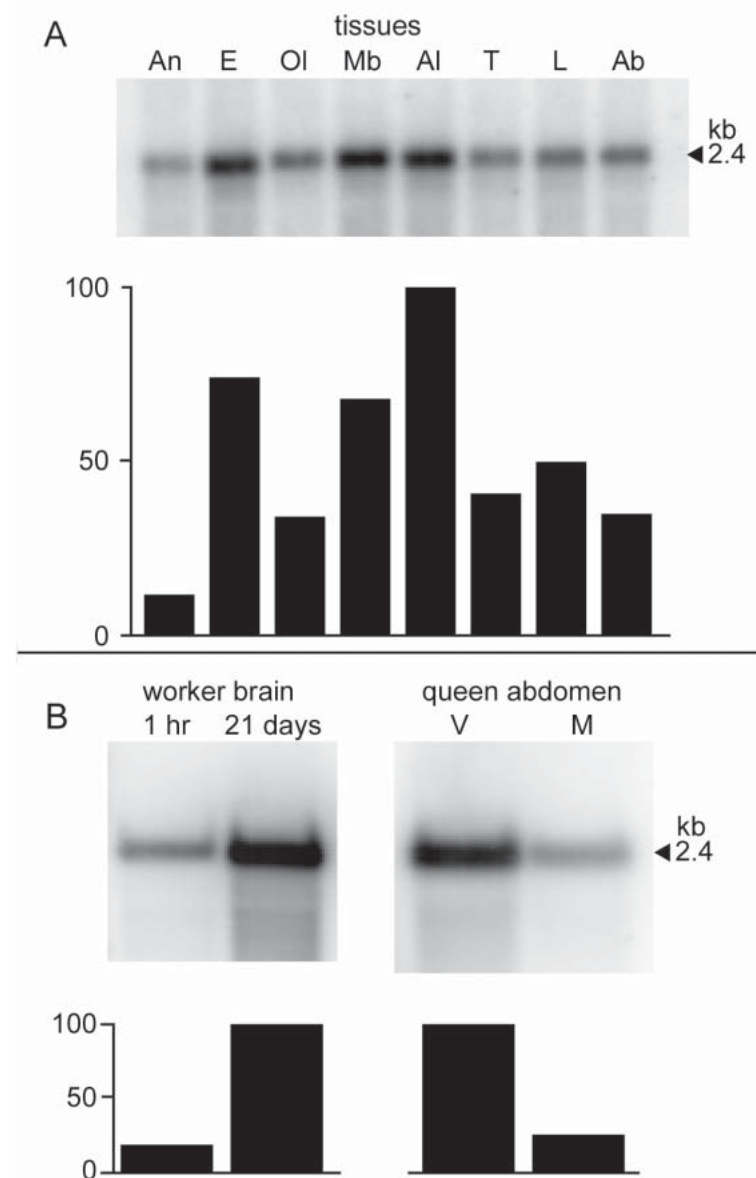 A
tissues
An E Ol Mb Al T L Ab
kb
◄2.4
100
50
0
B
worker brain
1 hr 21 days
queen abdomen
V M
kb
◄2.4
100
50
0